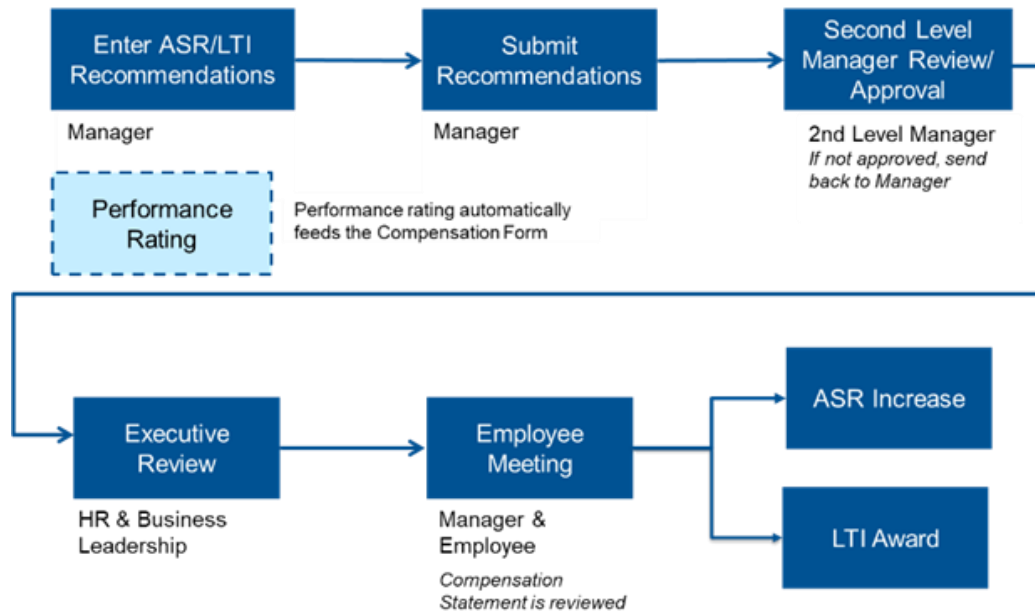 Enter ASR/LTI
Recommendations
Manager
Submit
Recommendations
Manager
Second Level
Manager Review/
Approval
2nd Level Manager
If not approved, send
back to Manager
Performance
Rating
Performance rating automatically
feeds the Compensation Form
Executive
Review
HR & Business
Leadership
Employee
Meeting
Manager &
Employee
Compensation
Statement is reviewed
ASR Increase
LTI Award